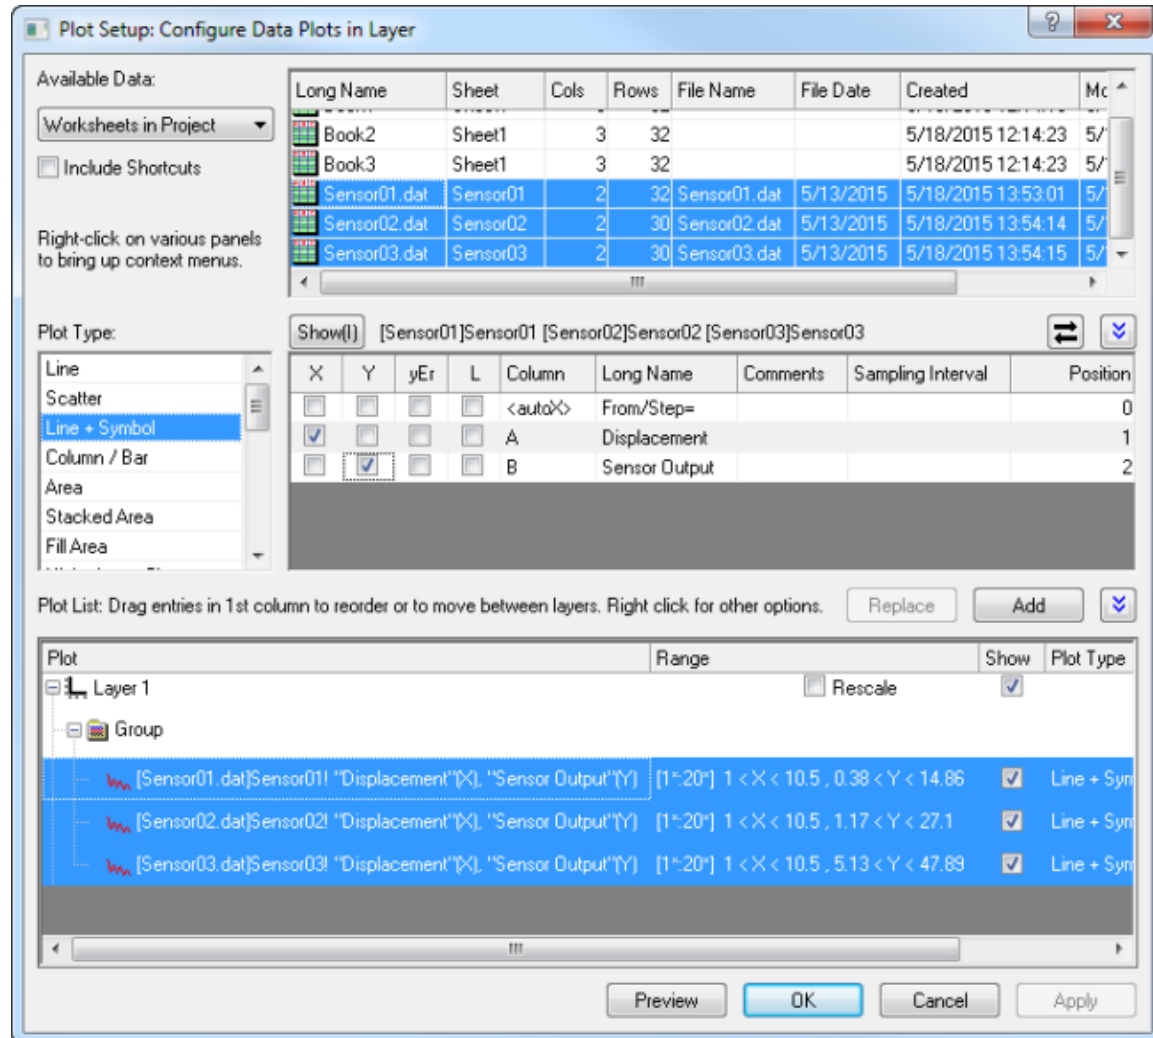 Plot Setup: Configure Data Plots in Layer
Available Data:
Worksheets in Project
Include Shortcuts
Right-click on various panels
to bring up context menus.
Long Name Sheet Cols Rows File Name File Date Created
Book2 Sheet1 3 32 5/18/2015 12:14:23 5/
Book3 Sheet1 3 32 5/18/2015 12:14:23 5/
Sensor01.dat Sensor01 2 32 Sensor01.dat 5/13/2015 5/18/2015 13:53:01 5/
Sensor02.dat Sensor02 2 30 Sensor02.dat 5/13/2015 5/18/2015 13:54:14 5/
Sensor03.dat Sensor03 2 30 Sensor03.dat 5/13/2015 5/18/2015 13:54:15 5/
Plot Type:
Line
Scatter
Line + Symbol
Column / Bar
Area
Stacked Area
Fill Area
Show(I) [Sensor01]Sensor01 [Sensor02]Sensor02 [Sensor03]Sensor03
X Y yEr L Column Long Name Comments Sampling Interval Position
<autoX> From/Step= 0
A Displacement 1
B Sensor Output 2
Plot List: Drag entries in 1st column to reorder or to move between layers. Right click for other options. Replace Add
Plot Range Show Plot Type
Layer 1 Rescale
Group
[Sensor01.dat]Sensor01! "Displacement"(X), "Sensor Output"(Y) [1*:20*] 1 < X < 10.5 , 0.38 < Y < 14.86 Line + Sym
[Sensor02.dat]Sensor02! "Displacement"(X), "Sensor Output"(Y) [1*:20*] 1 < X < 10.5 , 1.17 < Y < 27.1 Line + Sym
[Sensor03.dat]Sensor03! "Displacement"(X), "Sensor Output"(Y) [1*:20*] 1 < X < 10.5 , 5.13 < Y < 47.89 Line + Sym
Preview OK Cancel Apply